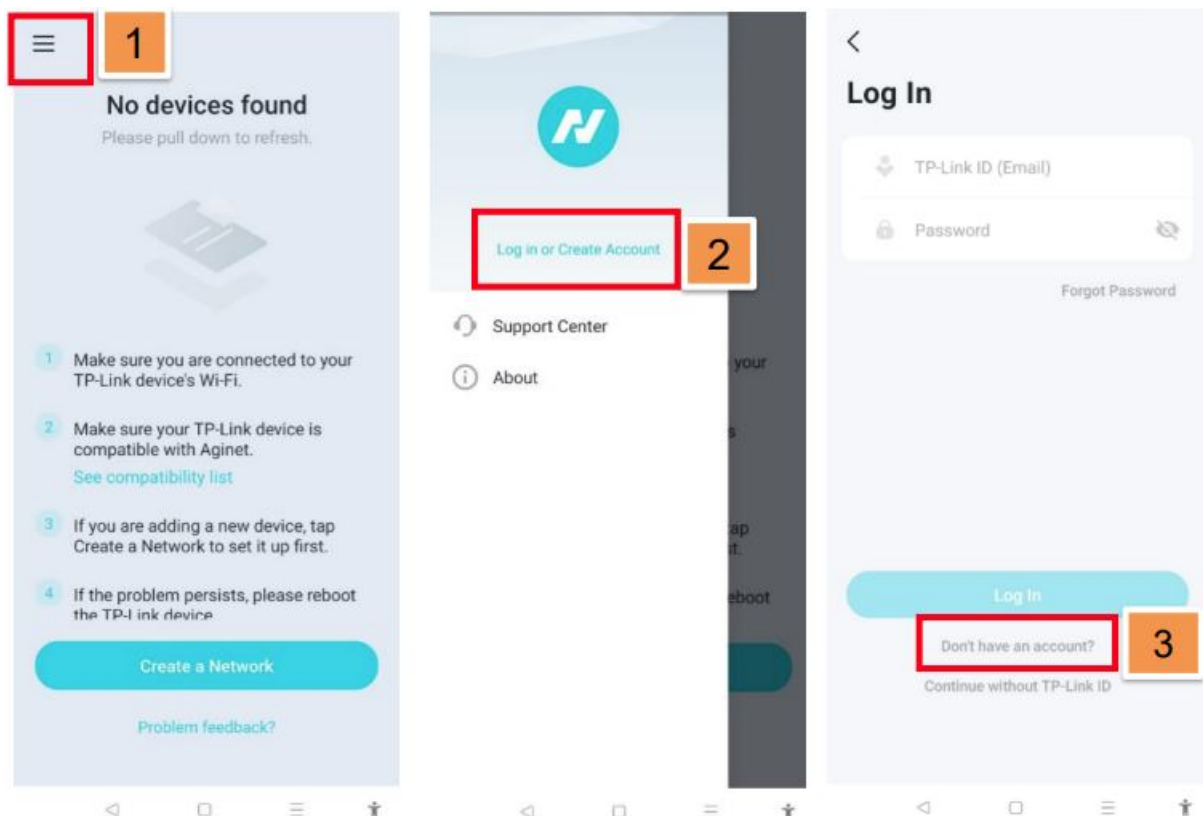 1
No devices found
Please pull down to refresh.
1 Make sure you are connected to your
TP-Link device's Wi-Fi.
2 Make sure your TP-Link device is
compatible with Aginet.
See compatibility list
3 If you are adding a new device, tap
Create a Network to set it up first.
4 If the problem persists, please reboot
the TP-Link device
Create a Network
Problem feedback?
Log in or Create Account
2
Support Center
About
your
s
ap
st.
eboot
Log In
TP-Link ID (Email)
Password
Forgot Password
Log In
Don't have an account?
3
Continue without TP-Link ID